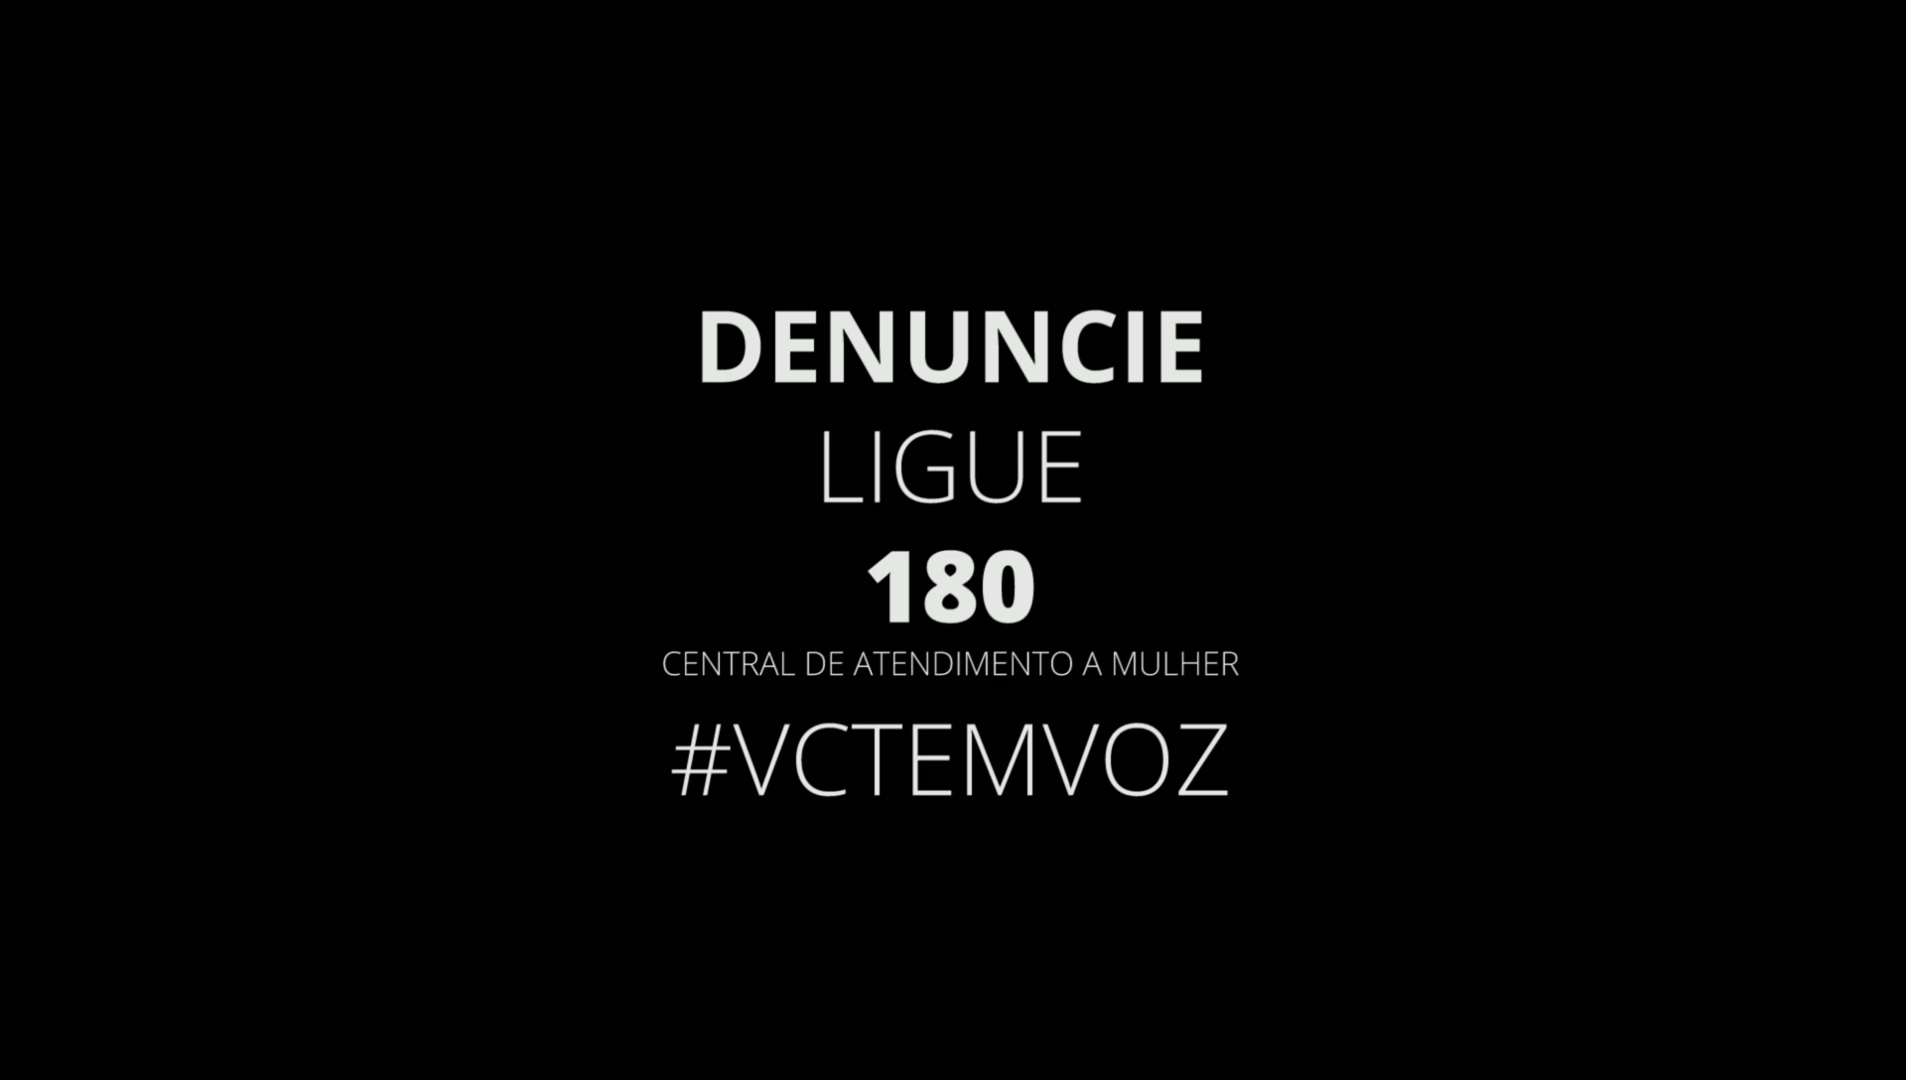 DENUNCIE
LIGUE
180
CENTRAL DE ATENDIMENTO A MULHER
#VCTEMVOZ